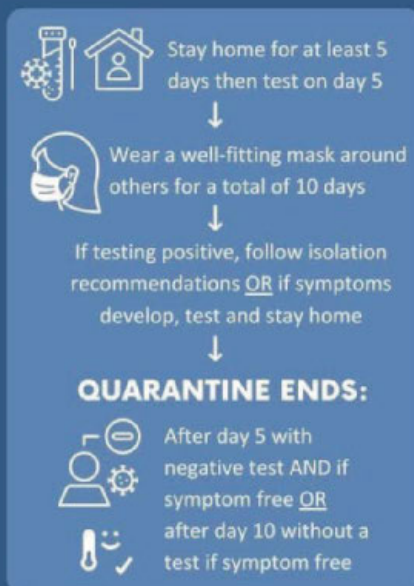 Stay home for at least 5
days then test on day 5
Wear a well-fitting mask around
others for a total of 10 days
If testing positive, follow isolation
recommendations OR if symptoms
develop, test and stay home
QUARANTINE ENDS:
After day 5 with
negative test AND if
symptom free OR
after day 10 without a
test if symptom free